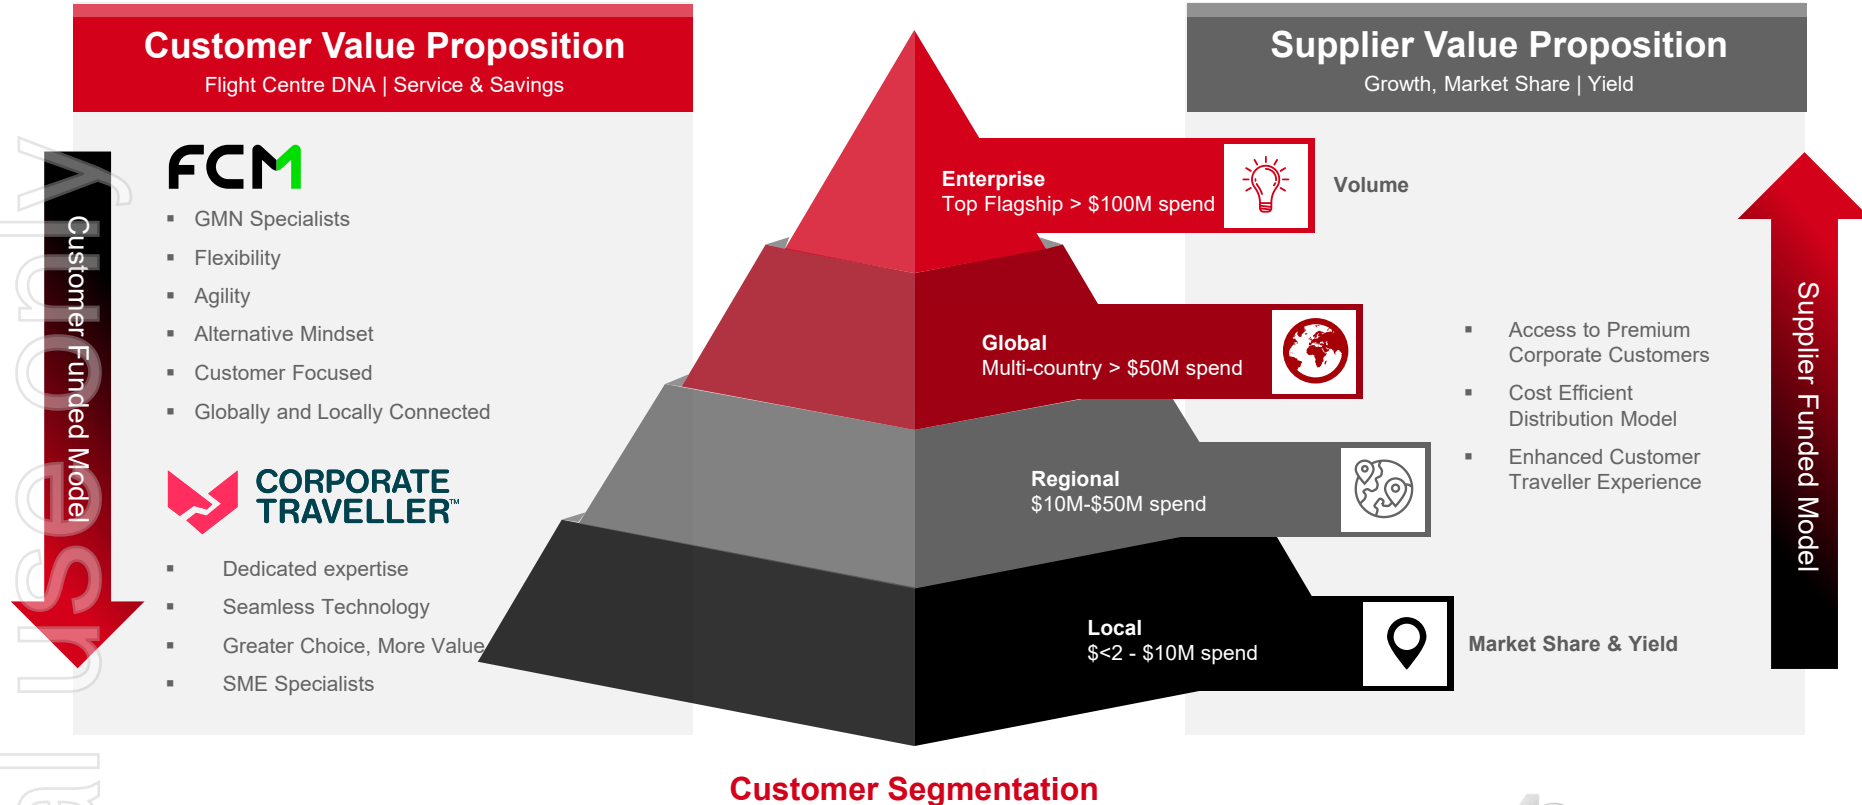 Customer Value Proposition
Flight Centre DNA | Service & Savings
Supplier Value Proposition
Growth, Market Share | Yield
Customer Funded Model
FCM
▪ GMN Specialists
▪ Flexibility
▪ Agility
▪ Alternative Mindset
▪ Customer Focused
▪ Globally and Locally Connected
CORPORATE
TRAVELLER™
▪ Dedicated expertise
▪ Seamless Technology
▪ Greater Choice, More Value
▪ SME Specialists
Enterprise
Top Flagship > $100M spend
Global
Multi-country > $50M spend
Regional
$10M-$50M spend
Local
$<2 - $10M spend
Volume
▪ Access to Premium
Corporate Customers
▪ Cost Efficient
Distribution Model
▪ Enhanced Customer
Traveller Experience
Market Share & Yield
Supplier Funded Model
Customer Segmentation
use only